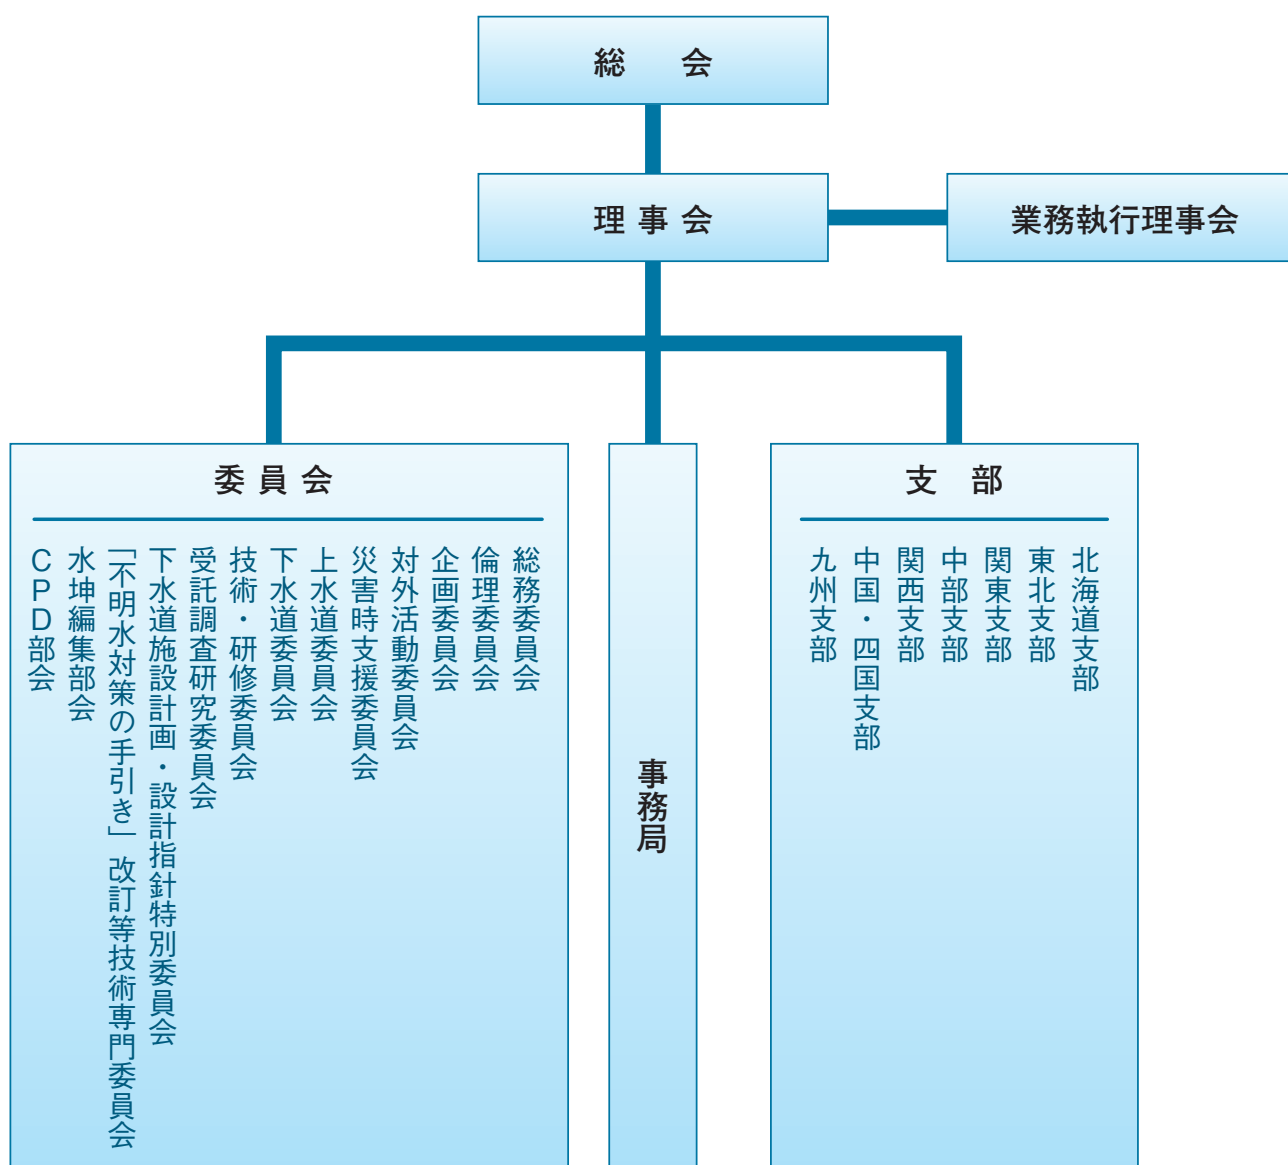 総　会
理事会
業務執行理事会
委員会
総務委員会
倫理委員会
企画委員会
対外活動委員会
災害時支援委員会
上水道委員会
下水道委員会
技術・研修委員会
受託調査研究委員会
下水道施設計画・設計指針特別委員会
「不明水対策の手引き」改訂等技術専門委員会
水坤編集部会
ＣＰＤ部会
事務局
支　部
北海道支部
東北支部
関東支部
中部支部
関西支部
中国・四国支部
九州支部